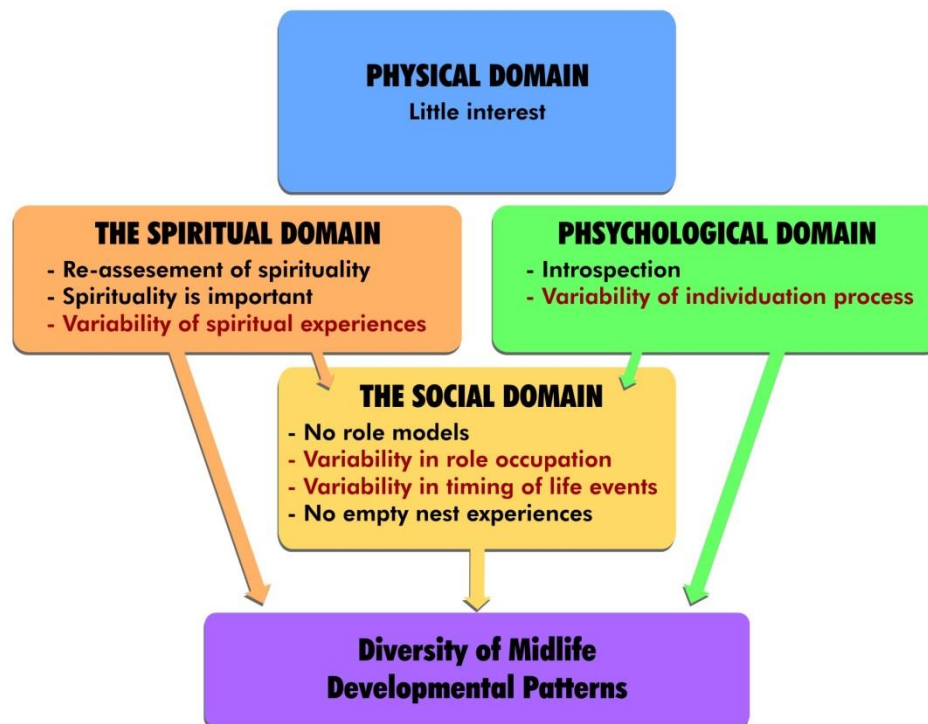 PHYSICAL DOMAIN
Little interest
THE SPIRITUAL DOMAIN
- Re-assesement of spirituality
- Spirituality is important
- Variability of spiritual experiences
PHSYCHOLOGICAL DOMAIN
- Introspection
- Variability of individuation process
THE SOCIAL DOMAIN
- No role models
- Variability in role occupation
- Variability in timing of life events
- No empty nest experiences
Diversity of Midlife
Developmental Patterns